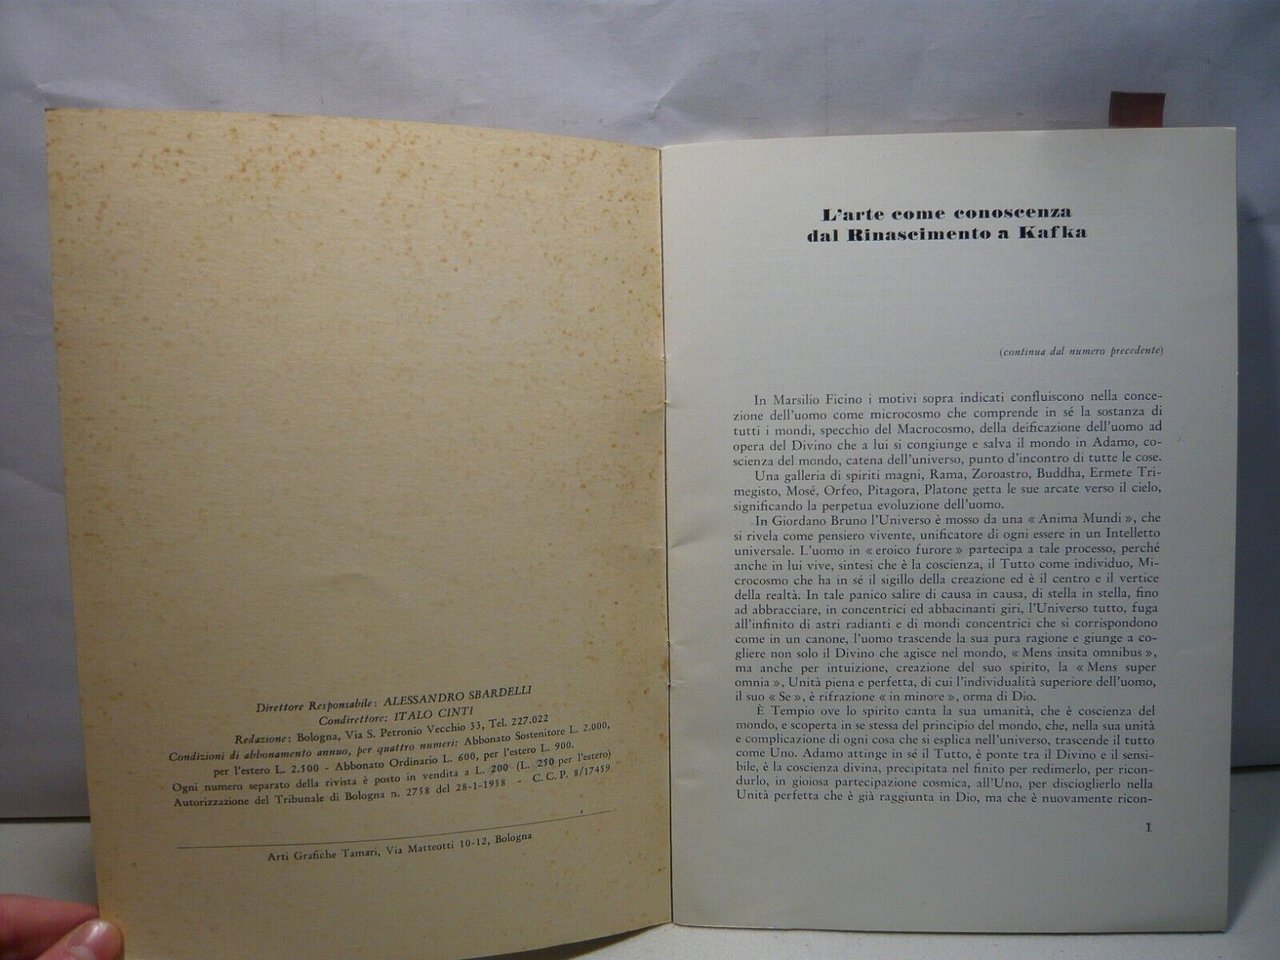 Direttore Responsabile: ALESSANDRO SBARDELLI
Condirettore: ITALO CINTI
Redazione: Bologna, Via S. Petronio Vecchio 33, Tel. 227.022
Condizioni di abbonamento annuo, per quattro numeri: Abbonato Sostenitore L. 2.000,
per l'estero L. 2.500 - Abbonato Ordinario L. 600, per l'estero L. 900.
Ogni numero separato della rivista è posto in vendita a L. 200 (L. 250 per l'estero)
Autorizzazione del Tribunale di Bologna n. 2758 del 28-1-1958 - C. C. P. 8/17459
Arti Grafiche Tamari, Via Matteotti 10-12, Bologna
L'arte come conoscenza
dal Rinascimento a Kafka
(continua dal numero precedente)
In Marsilio Ficino i motivi sopra indicati confluiscono nella conce-
zione dell'uomo come microcosmo che comprende in sé la sostanza di
tutti i mondi, specchio del Macrocosmo, della deificazione dell'uomo ad
opera del Divino che a lui si congiunge e salva il mondo in Adamo, co-
scienza del mondo, catena dell'universo, punto d'incontro di tutte le cose.
Una galleria di spiriti magni, Rama, Zoroastro, Buddha, Ermete Tri-
megisto, Mosé, Orfeo, Pitagora, Platone getta le sue arcate verso il cielo,
significando la perpetua evoluzione dell'uomo.
In Giordano Bruno l'Universo è mosso da una « Anima Mundi », che
si rivela come pensiero vivente, unificatore di ogni essere in un Intelletto
universale. L'uomo in « eroico furore » partecipa a tale processo, perché
anche in lui vive, sintesi che è la coscienza, il Tutto come individuo, Mi-
crocosmo che ha in sé il sigillo della creazione ed è il centro e il vertice
della realtà. In tale panico salire di causa in causa, di stella in stella, fino
ad abbracciare, in concentrici ed abbacinanti giri, l'Universo tutto, fuga
all'infinito di astri radianti e di mondi concentrici che si corrispondono
come in un canone, l'uomo trascende la sua pura ragione e giunge a co-
gliere non solo il Divino che agisce nel mondo, « Mens insita omnibus »,
ma anche per intuizione, creazione del suo spirito, la « Mens super
omnia », Unità piena e perfetta, di cui l'individualità superiore dell'uomo,
il suo « Se », è rifrazione « in minore », orma di Dio.
È Tempio ove lo spirito canta la sua umanità, che è coscienza del
mondo, e scoperta in se stessa del principio del mondo, che, nella sua unità
e complicazione di ogni cosa che si esplica nell'universo, trascende il tutto
come Uno. Adamo attinge in sé il Tutto, è ponte tra il Divino e il sensi-
bile, è la coscienza divina, precipitata nel finito per redimerlo, per ricon-
durlo, in gioiosa partecipazione cosmica, all'Uno, per discioglierlo nella
Unità perfetta che è già raggiunta in Dio, ma che è nuovamente ricon-
1